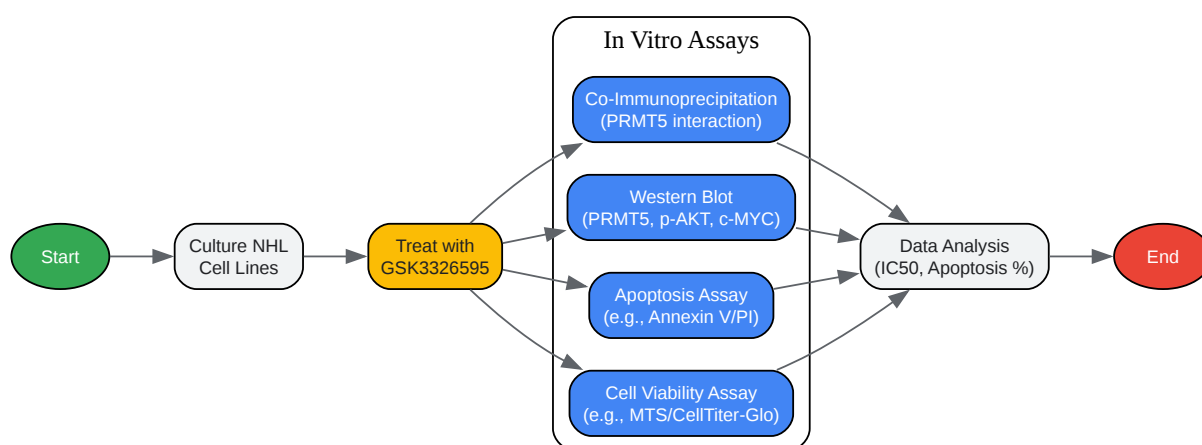 Start
Culture NHL
Cell Lines
Treat with
GSK3326595
In Vitro Assays
Co-Immunoprecipitation
(PRMT5 interaction)
Western Blot
(PRMT5, p-AKT, c-MYC)
Apoptosis Assay
(e.g., Annexin V/PI)
Cell Viability Assay
(e.g., MTS/CellTiter-Glo)
Data Analysis
(IC50, Apoptosis %)
End